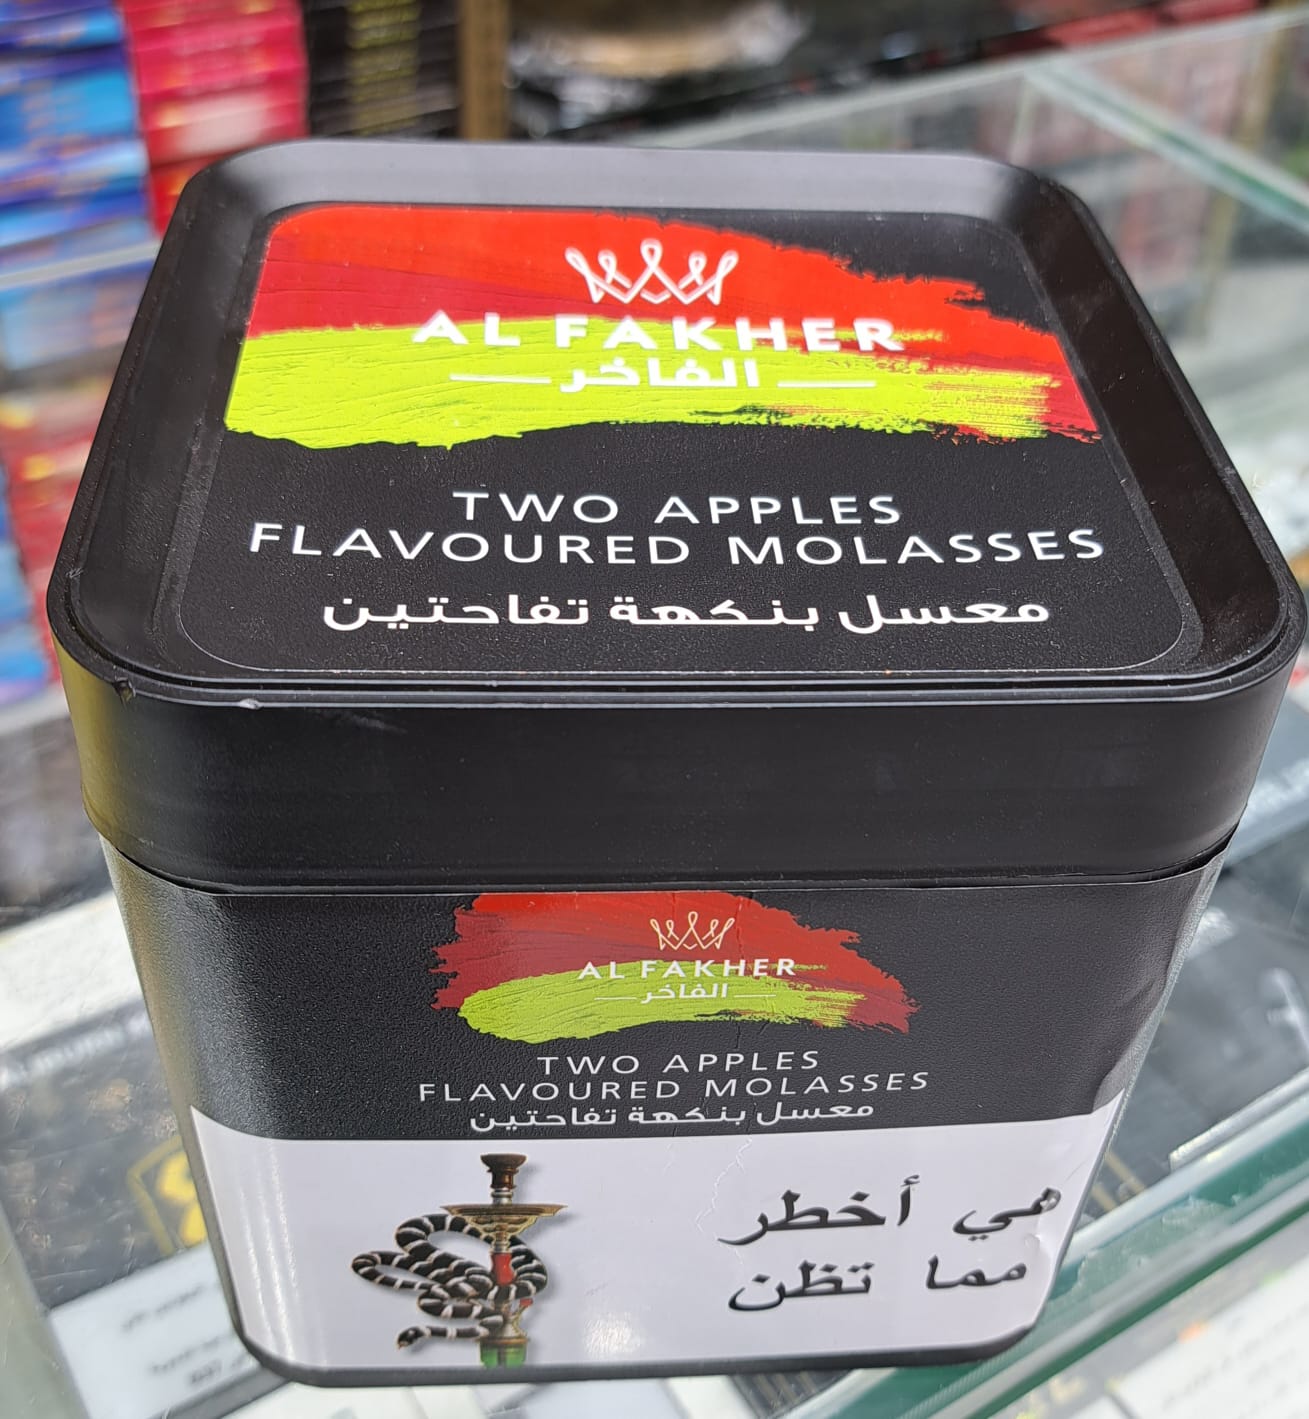 AL FAKHER
الفاخر
TWO APPLES
FLAVOURED MOLASSES
معسل بنكهة تفاحتين
AL FAKHER
الفاخر
TWO APPLES
FLAVOURED MOLASSES
معسل بنكهة تفاحتين
هي أخطر
مما تظن